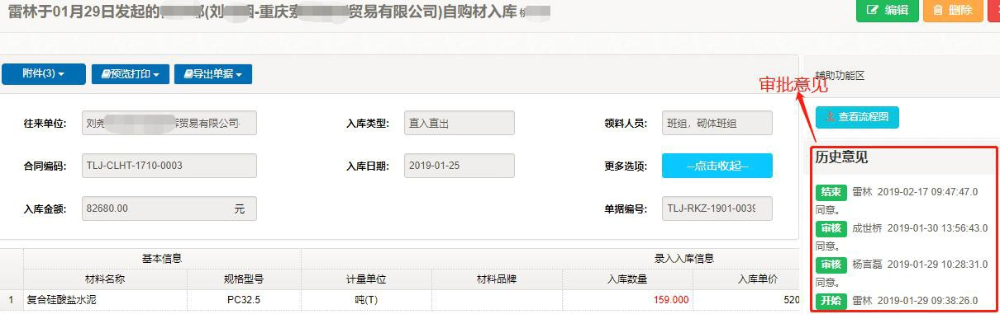 雷林于01月29日发起的(刘-重庆贸易有限公司)自购材入库
编辑
删除
附件(3)
预览打印
导出单据
审批意见
辅助功能区
往来单位:
刘尧贸易有限公司
入库类型:
直入直出
领料人员:
班组，砌体班组
查看流程图
合同编码:
TLJ-CLHT-1710-0003
入库日期:
2019-01-25
更多选项:
--点击收起--
历史意见
入库金额:
82680.00
元
单据编号:
TLJ-RKZ-1901-0039
结束 雷林 2019-02-17 09:47:47.0
同意。
审核 成世桥 2019-01-30 13:56:43.0
同意。
审核 杨言磊 2019-01-29 10:28:31.0
同意。
开始 雷林 2019-01-29 09:38:26.0
基本信息
录入入库信息
材料名称
规格型号
计量单位
材料品牌
入库数量
入库单价
1
复合硅酸盐水泥
PC32.5
吨(T)
159.000
520